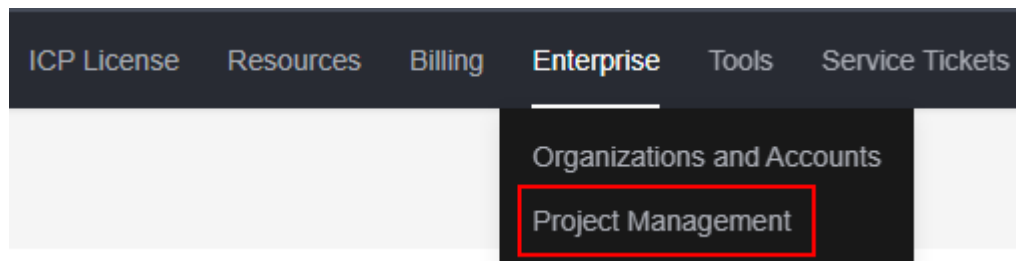 ICP License Resources Billing Enterprise Tools Service Tickets
Organizations and Accounts
Project Management